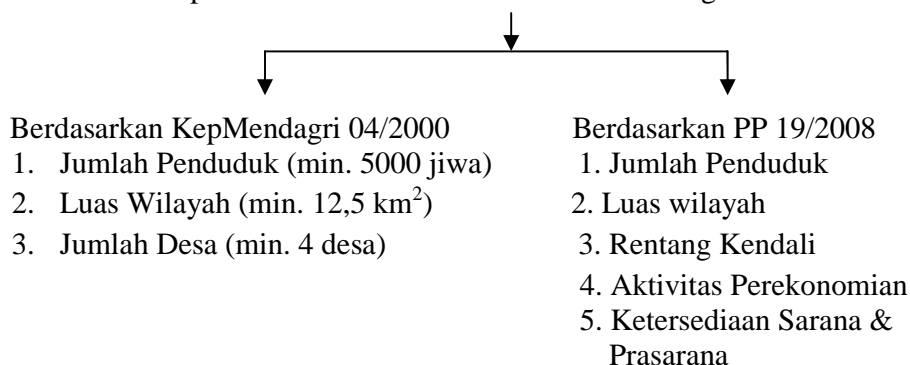 Berdasarkan KepMendagri 04/2000
1. Jumlah Penduduk (min. 5000 jiwa)
2. Luas Wilayah (min. 12,5 km²)
3. Jumlah Desa (min. 4 desa)
Berdasarkan PP 19/2008
1. Jumlah Penduduk
2. Luas wilayah
3. Rentang Kendali
4. Aktivitas Perekonomian
5. Ketersediaan Sarana &
Prasarana